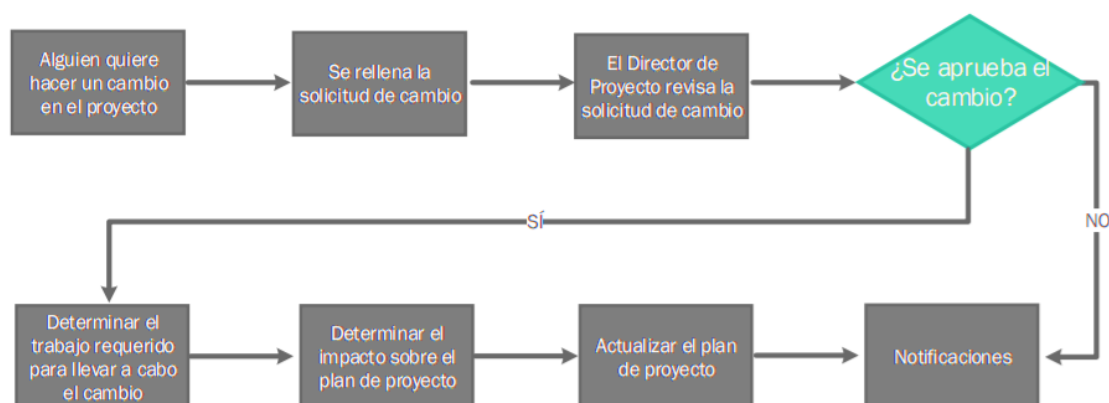 Alguien quiere
hacer un cambio
en el proyecto
Se rellena la
solicitud de cambio
El Director de
Proyecto revisa la
solicitud de cambio
¿Se aprueba el
cambio?
SÍ
NO
Determinar el
trabajo requerido
para llevar a cabo
el cambio
Determinar el
impacto sobre el
plan de proyecto
Actualizar el plan
de proyecto
Notificaciones